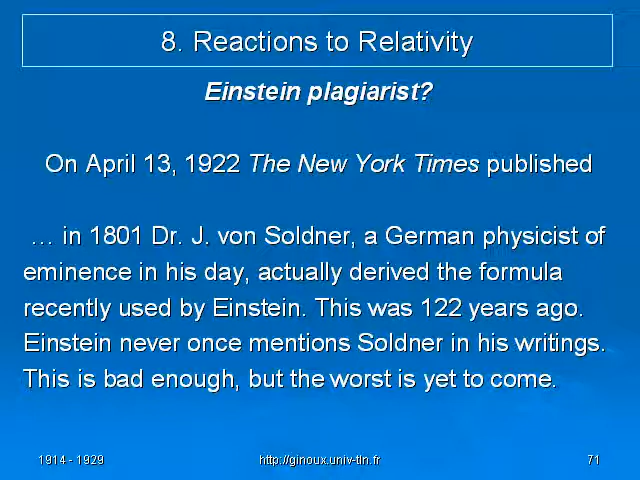 8. Reactions to Relativity
Einstein plagiarist?
On April 13, 1922 The New York Times published
… in 1801 Dr. J. von Soldner, a German physicist of
eminence in his day, actually derived the formula
recently used by Einstein. This was 122 years ago.
Einstein never once mentions Soldner in his writings.
This is bad enough, but the worst is yet to come.
1914 - 1929 http://ginoux.univ-tln.fr 71